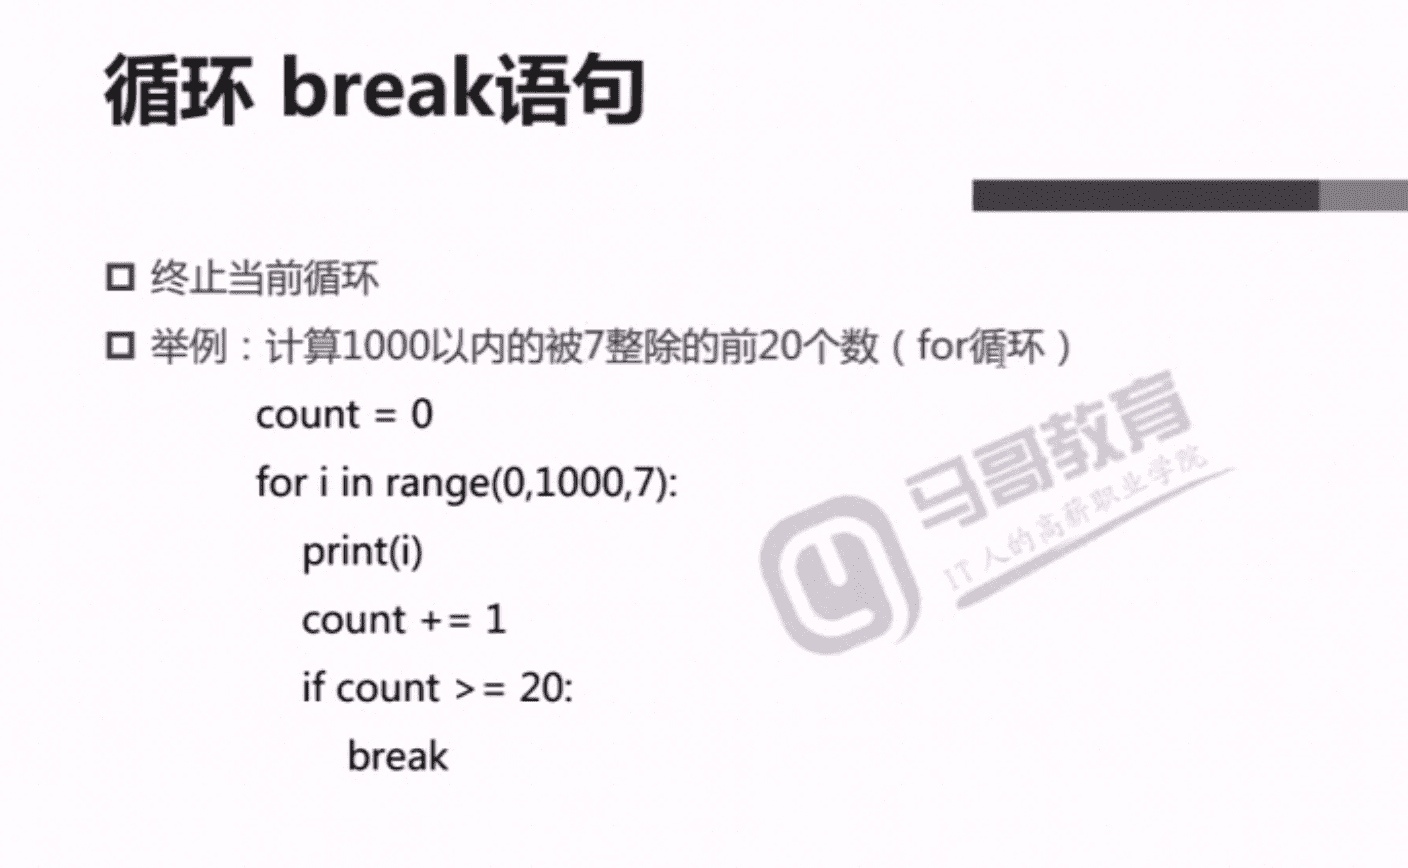 循环 break语句
终止当前循环
举例：计算1000以内的被7整除的前20个数（for循环）
count = 0
for i in range(0,1000,7):
print(i)
count += 1
if count >= 20:
break
马哥教育
IT人的高薪职业学院